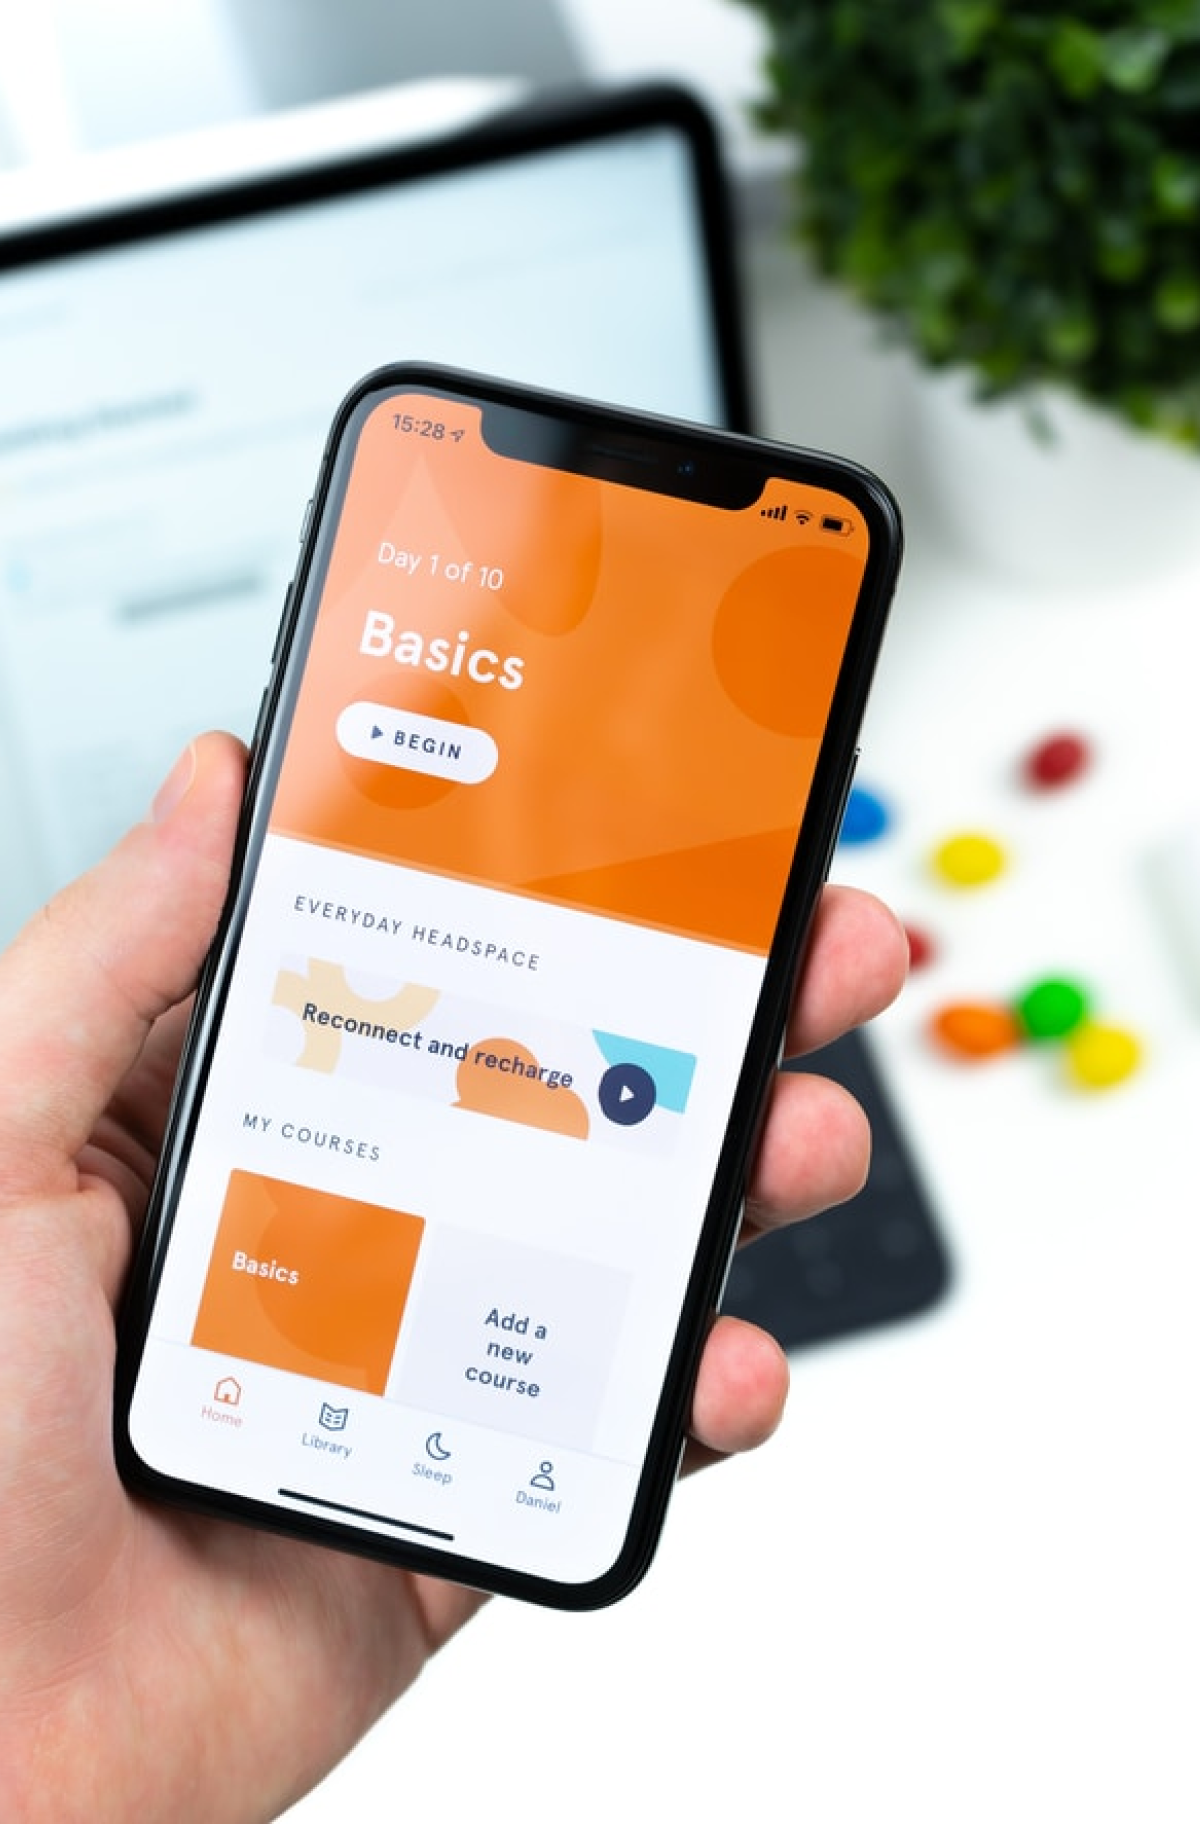 15:28
Day 1 of 10
Basics
BEGIN
EVERYDAY HEADSPACE
Reconnect and recharge
MY COURSES
Basics
Add a
new
course
Home
Library
Sleep
Daniel